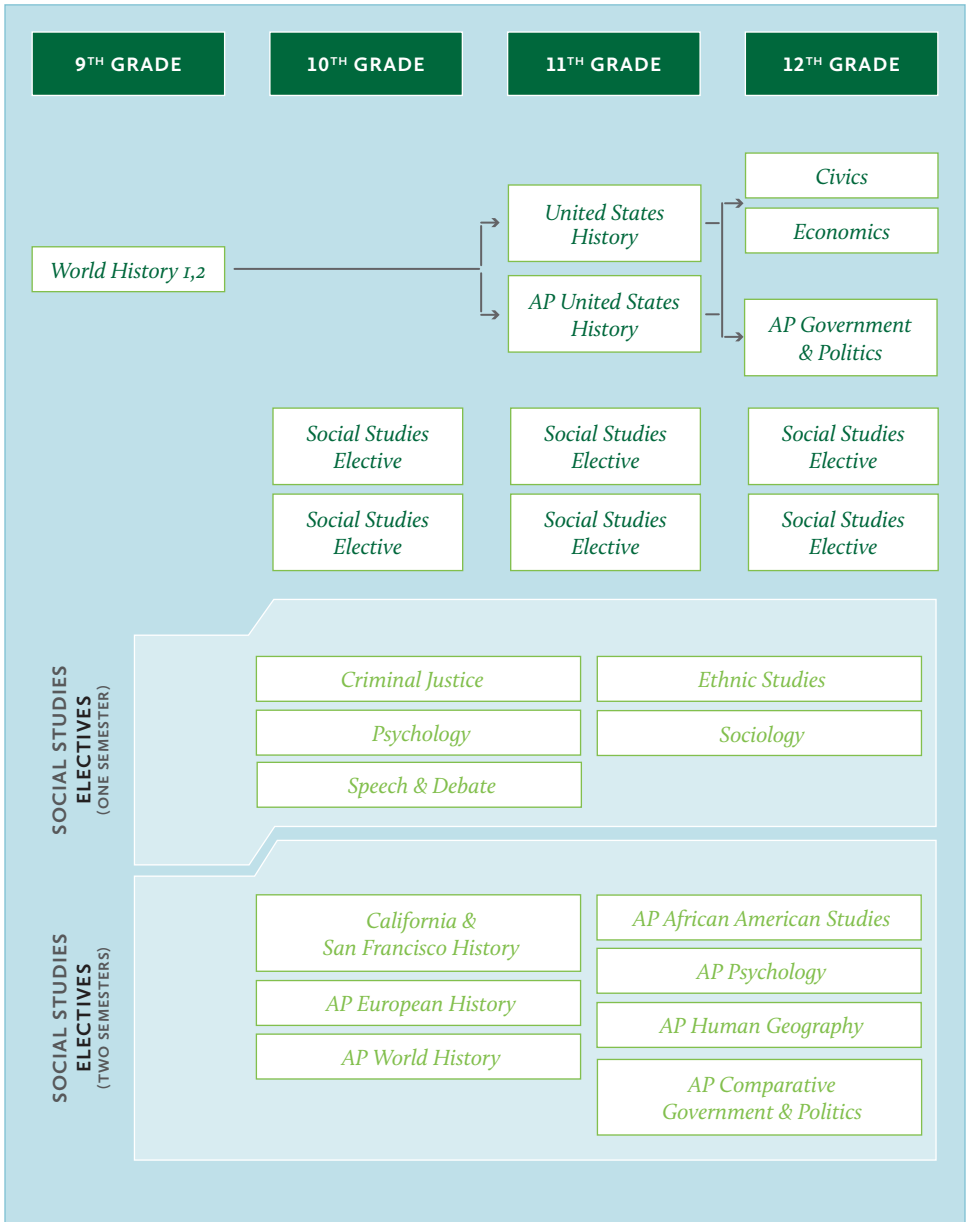 9TH GRADE
10TH GRADE
11TH GRADE
12TH GRADE
World History 1,2
United States
History
AP United States
History
Civics
Economics
AP Government
& Politics
Social Studies
Elective
Social Studies
Elective
Social Studies
Elective
Social Studies
Elective
Social Studies
Elective
Social Studies
Elective
SOCIAL STUDIES
ELECTIVES
(ONE SEMESTER)
Criminal Justice
Psychology
Speech & Debate
Ethnic Studies
Sociology
SOCIAL STUDIES
ELECTIVES
(TWO SEMESTERS)
California &
San Francisco History
AP European History
AP World History
AP African American Studies
AP Psychology
AP Human Geography
AP Comparative
Government & Politics